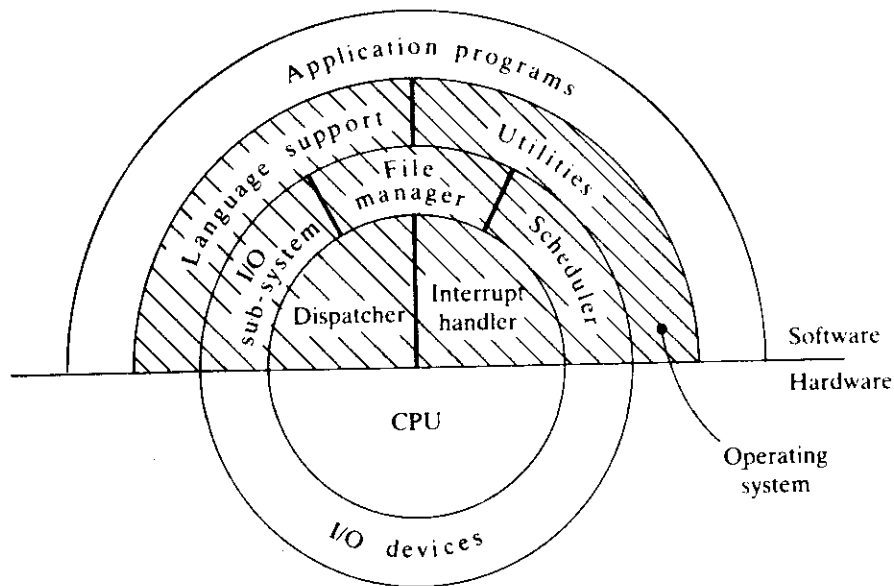 Application programs
Language support
Utilities
File
manager
I/O
sub-system
Scheduler
Dispatcher
Interrupt
handler
Software
Hardware
CPU
Operating
system
I/O devices